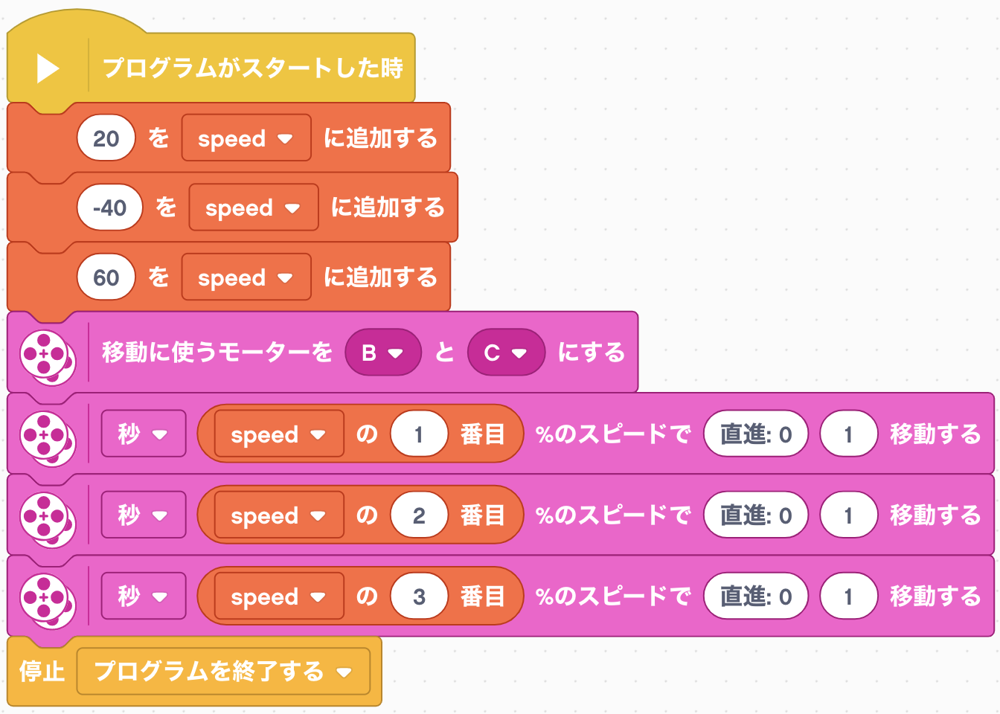 プログラムがスタートした時
20 を speed に追加する
-40 を speed に追加する
60 を speed に追加する
移動に使うモーターを B と C にする
秒 speed の 1 番目 %のスピードで 直進: 0 1 移動する
秒 speed の 2 番目 %のスピードで 直進: 0 1 移動する
秒 speed の 3 番目 %のスピードで 直進: 0 1 移動する
停止 プログラムを終了する